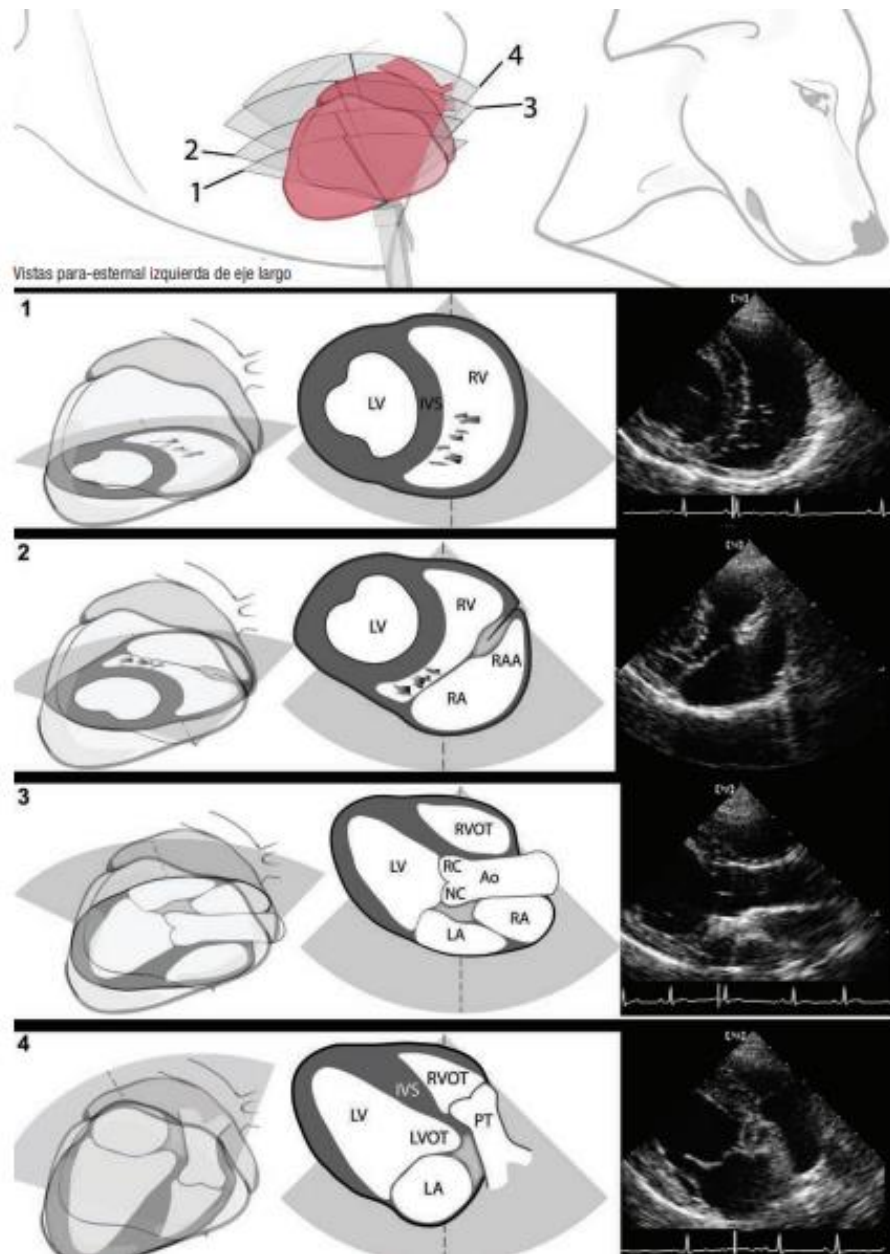 4
3
2
1
Vistas para-esternal izquierda de eje largo
1
LV
IVS
RV
2
LV
RV
RAA
RA
3
RVOT
LV
RC
Ao
NC
RA
LA
4
IVS
RVOT
LV
PT
LVOT
LA